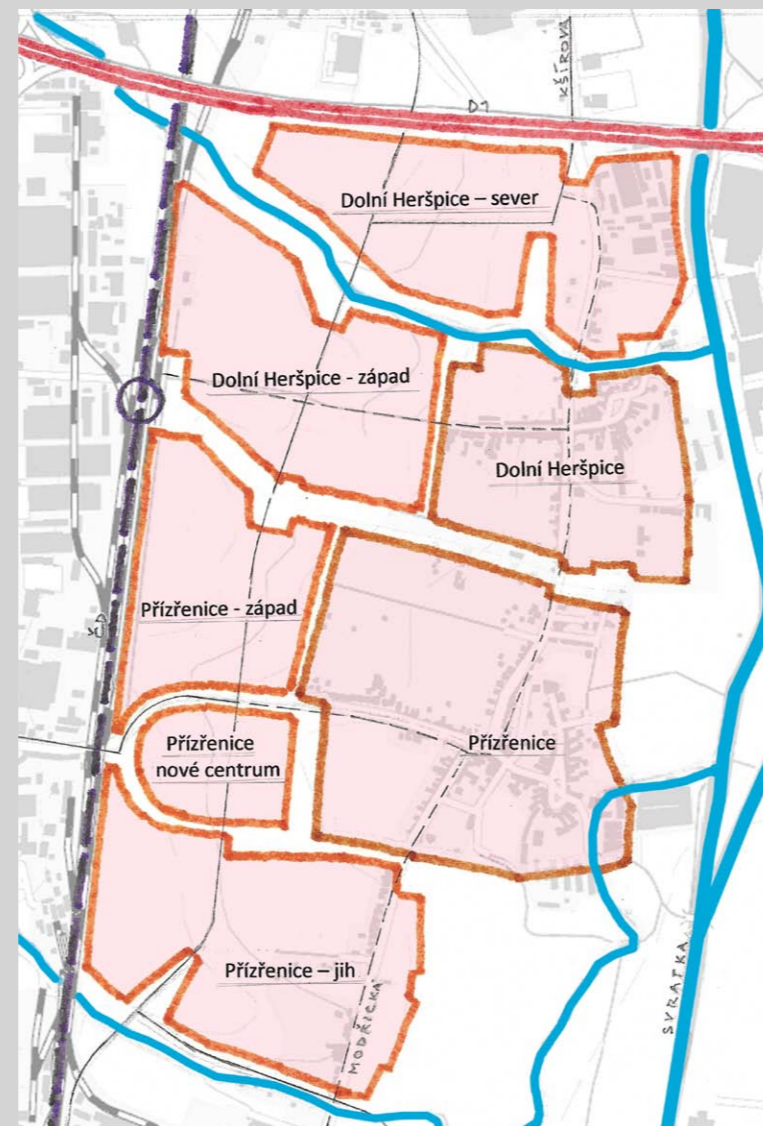 KŠÍROVA
D1
Dolní Heršpice – sever
Dolní Heršpice - západ
Dolní Heršpice
Přízřenice - západ
ČD
Přízřenice
nové centrum
Přízřenice
Přízřenice – jih
MODŘICKÁ
SVRATKA